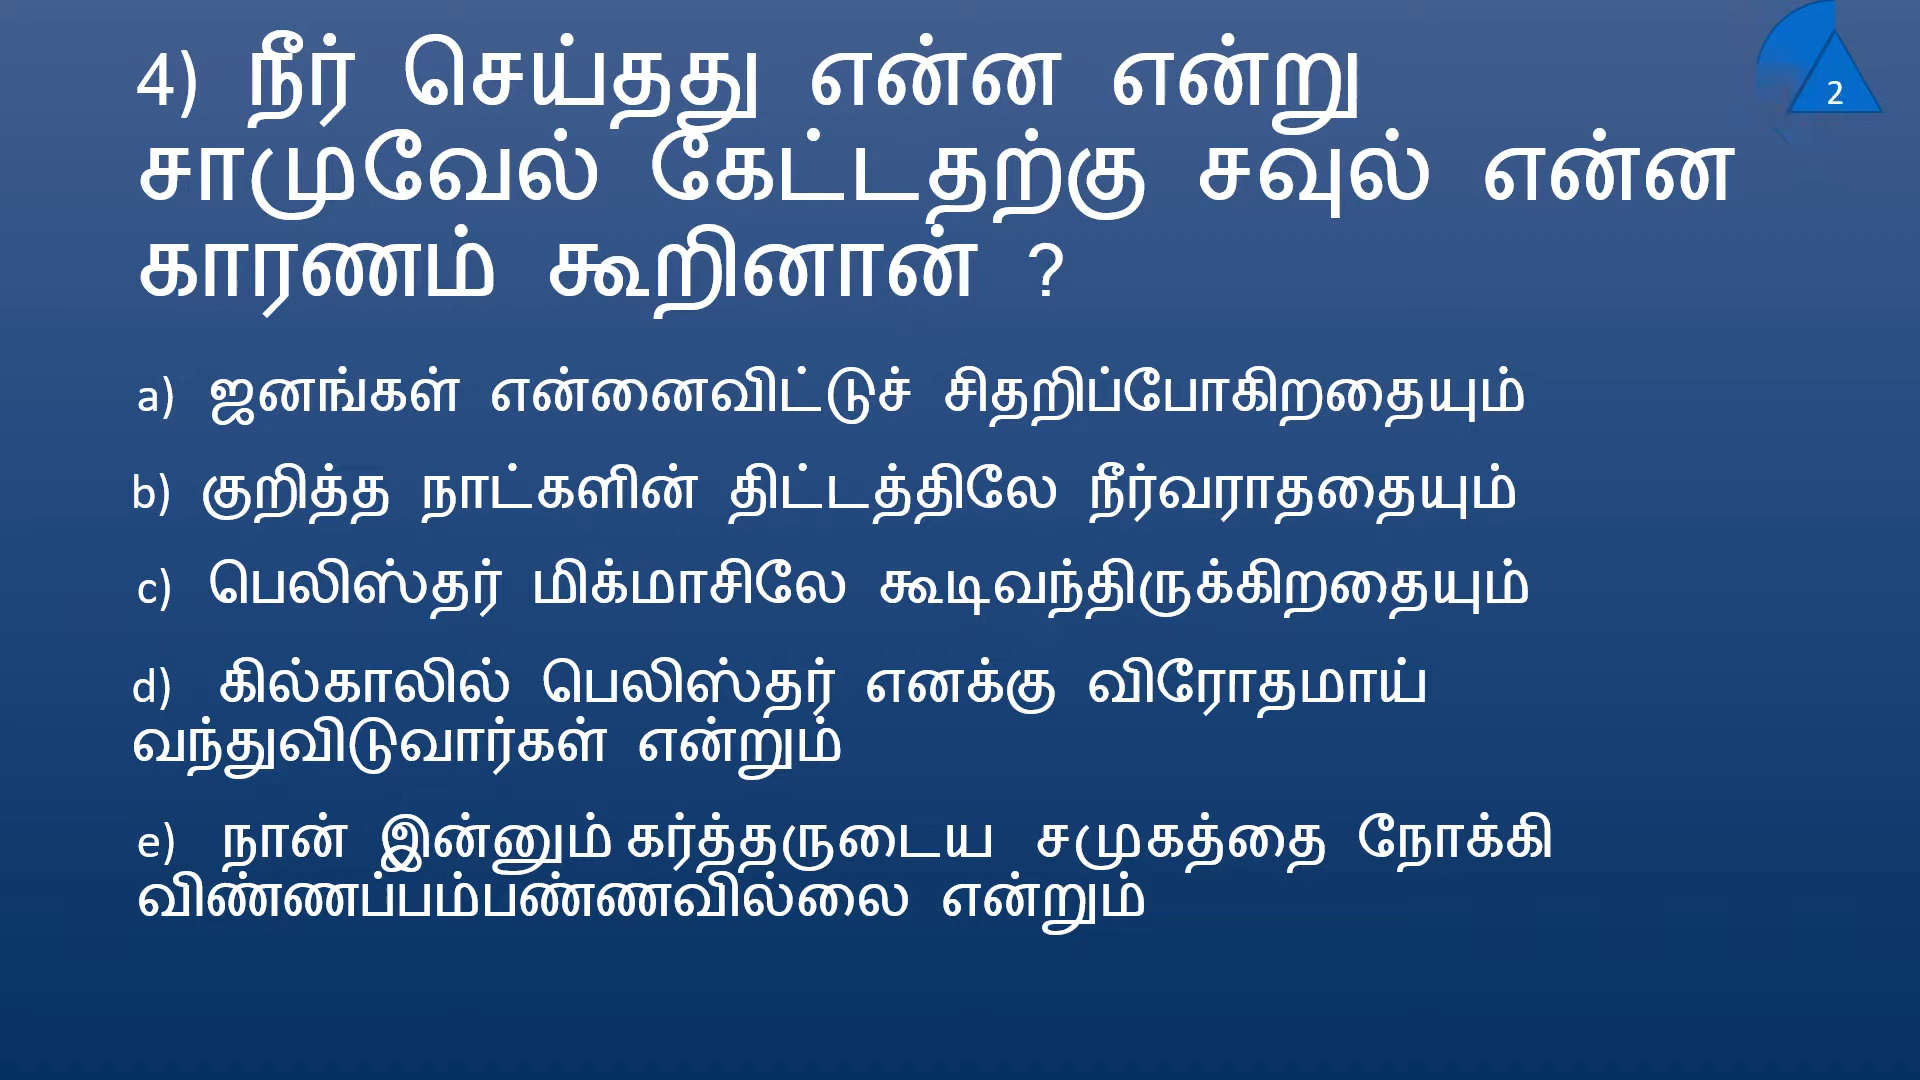 4) நீர் செய்தது என்ன என்று
சாமுவேல் கேட்டதற்கு சவுல் என்ன
காரணம் கூறினான் ?
2
a) ஜனங்கள் என்னைவிட்டுச் சிதறிப்போகிறதையும்
b) குறித்த நாட்களின் திட்டத்திலே நீர்வராததையும்
c) பெலிஸ்தர் மிக்மாசிலே கூடிவந்திருக்கிறதையும்
d) கில்காலில் பெலிஸ்தர் எனக்கு விரோதமாய்
வந்துவிடுவார்கள் என்றும்
e) நான் இன்னும் கர்த்தருடைய சமுகத்தை நோக்கி
விண்ணப்பம்பண்ணவில்லை என்றும்